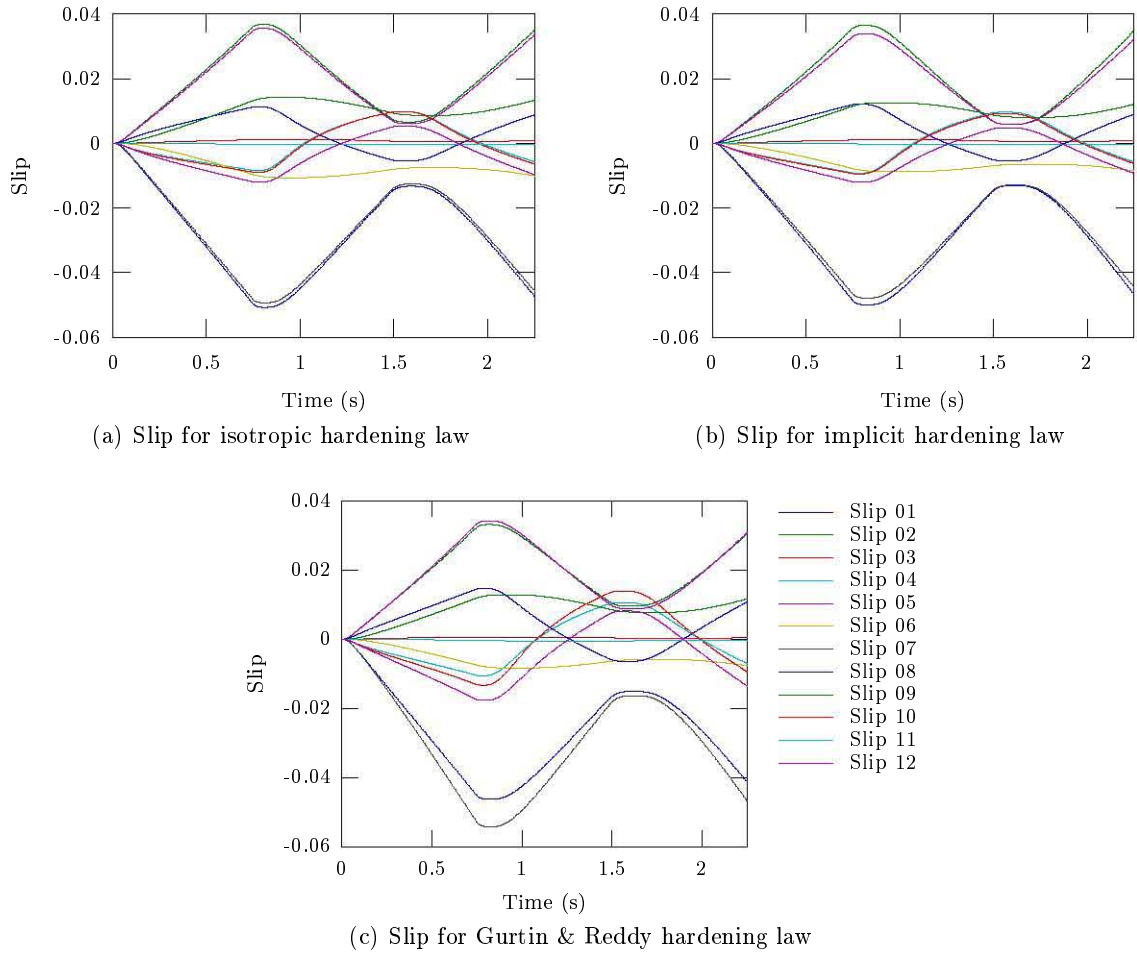 0.04
0.02
0
-0.02
-0.04
-0.06
Slip
0
0.5
1
1.5
2
Time (s)
(a) Slip for isotropic hardening law
0.04
0.02
0
-0.02
-0.04
-0.06
Slip
0
0.5
1
1.5
2
Time (s)
(b) Slip for implicit hardening law
0.04
0.02
0
-0.02
-0.04
-0.06
Slip
0
0.5
1
1.5
2
Time (s)
Slip 01
Slip 02
Slip 03
Slip 04
Slip 05
Slip 06
Slip 07
Slip 08
Slip 09
Slip 10
Slip 11
Slip 12
(c) Slip for Gurtin & Reddy hardening law